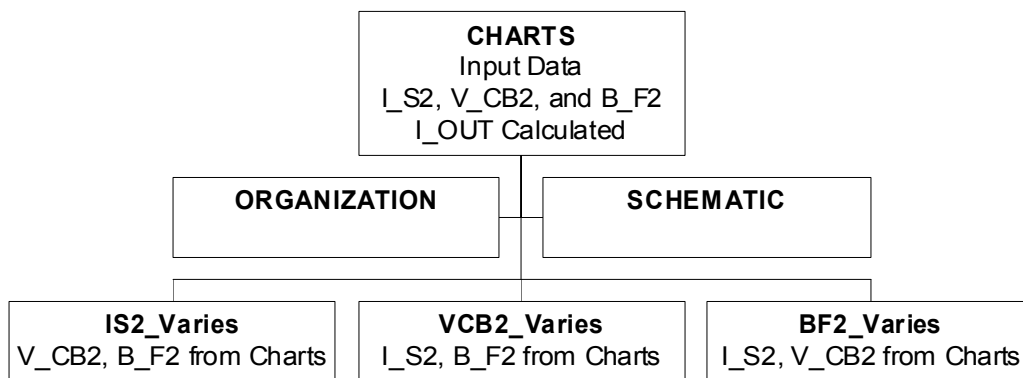 CHARTS
Input Data
I_S2, V_CB2, and B_F2
I_OUT Calculated
ORGANIZATION
SCHEMATIC
IS2_Varies
V_CB2, B_F2 from Charts
VCB2_Varies
I_S2, B_F2 from Charts
BF2_Varies
I_S2, V_CB2 from Charts